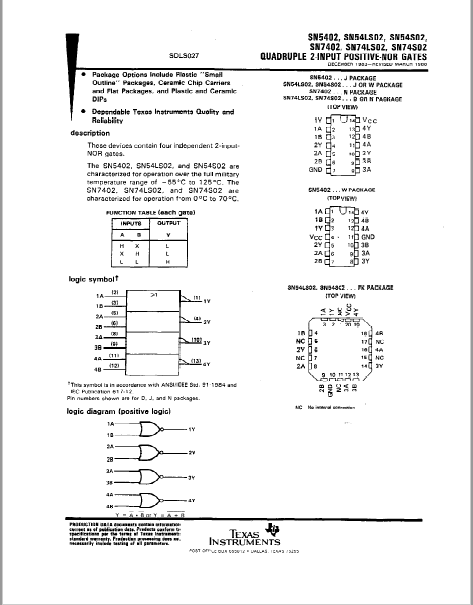 SN5402, SN54LS02, SN54S02,
SN7402, SN74LS02, SN74S02
QUADRUPLE 2-INPUT POSITIVE-NOR GATES
SDLS027
DECEMBER 1983—REVISED MARCH 1988
● Package Options Include Plastic "Small
Outline" Packages, Ceramic Chip Carriers
and Flat Packages, and Plastic and Ceramic
DIPs
● Dependable Texas Instruments Quality and
Reliability
description
These devices contain four independent 2-input-
NOR gates.
The SN5402, SN54LS02, and SN54S02 are
characterized for operation over the full military
temperature range of −55°C to 125°C. The
SN7402, SN74LS02, and SN74S02 are
characterized for operation from 0°C to 70°C.
FUNCTION TABLE (each gate)
INPUTS OUTPUT
A B Y
H X L
X H L
L L H
logic symbol†
1A (2) ≥1 (1) 1Y
1B (3)
2A (5) (4) 2Y
2B (6)
3A (8) (10) 3Y
3B (9)
4A (11) (13) 4Y
4B (12)
†This symbol is in accordance with ANSI/IEEE Std. 91-1984 and
IEC Publication 617-12.
Pin numbers shown are for D, J, and N packages.
logic diagram (positive logic)
1A 1Y
1B
2A 2Y
2B
3A 3Y
3B
4A 4Y
4B
Y = A • B or Y = A + B
SN5402 . . . J PACKAGE
SN54LS02, SN54S02 . . . J OR W PACKAGE
SN7402 . . . N PACKAGE
SN74LS02, SN74S02 . . . D OR N PACKAGE
(TOP VIEW)
1Y 1 14 VCC
1A 2 13 4Y
1B 3 12 4B
2Y 4 11 4A
2A 5 10 3Y
2B 6 9 3B
GND 7 8 3A
SN5402 . . . W PACKAGE
(TOP VIEW)
1A 1 14 4Y
1B 2 13 4B
1Y 3 12 4A
VCC 4 11 GND
2Y 5 10 3B
2A 6 9 3A
2B 7 8 3Y
SN54LS02, SN54S02 . . . FK PACKAGE
(TOP VIEW)
1A 1Y NC VCC 4Y
3 2 1 20 19
1B 4 18 4B
NC 5 17 NC
2Y 6 16 4A
NC 7 15 NC
2A 8 14 3Y
9 10 11 12 13
2B GND NC 3A 3B
NC No internal connection
PRODUCTION DATA documents contain information
current as of publication date. Products conform to
specifications per the terms of Texas Instruments
standard warranty. Production processing does not
necessarily include testing of all parameters.
TEXAS
INSTRUMENTS
POST OFFICE BOX 655012 • DALLAS, TEXAS 75265